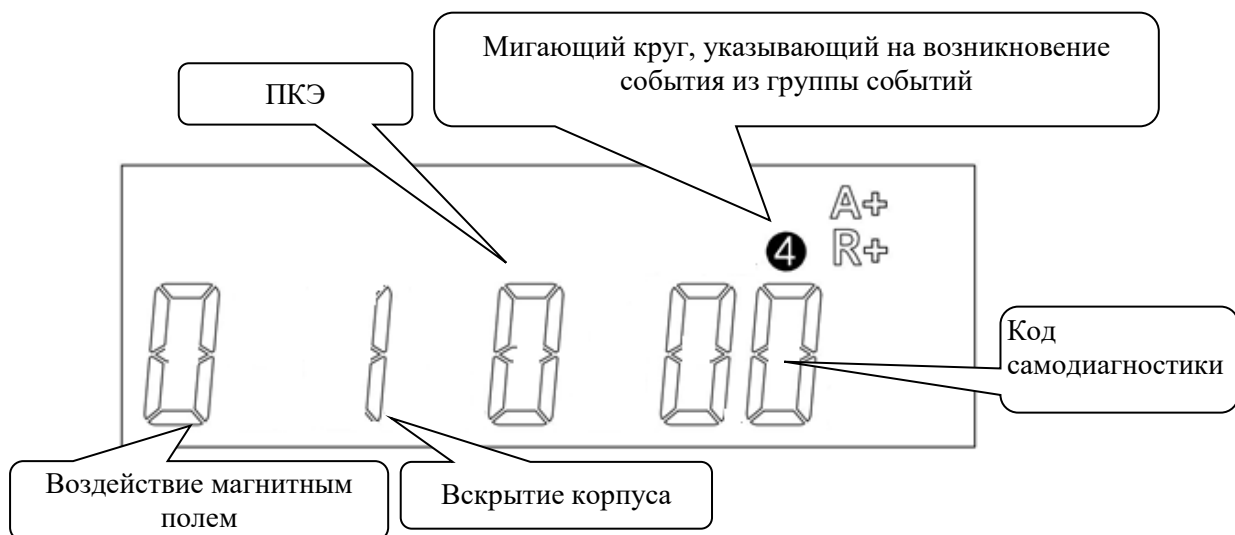 Мигающий круг, указывающий на возникновение
события из группы событий
ПКЭ
A+
4 R+
0 1 0 00
Код
самодиагностики
Воздействие магнитным
полем
Вскрытие корпуса